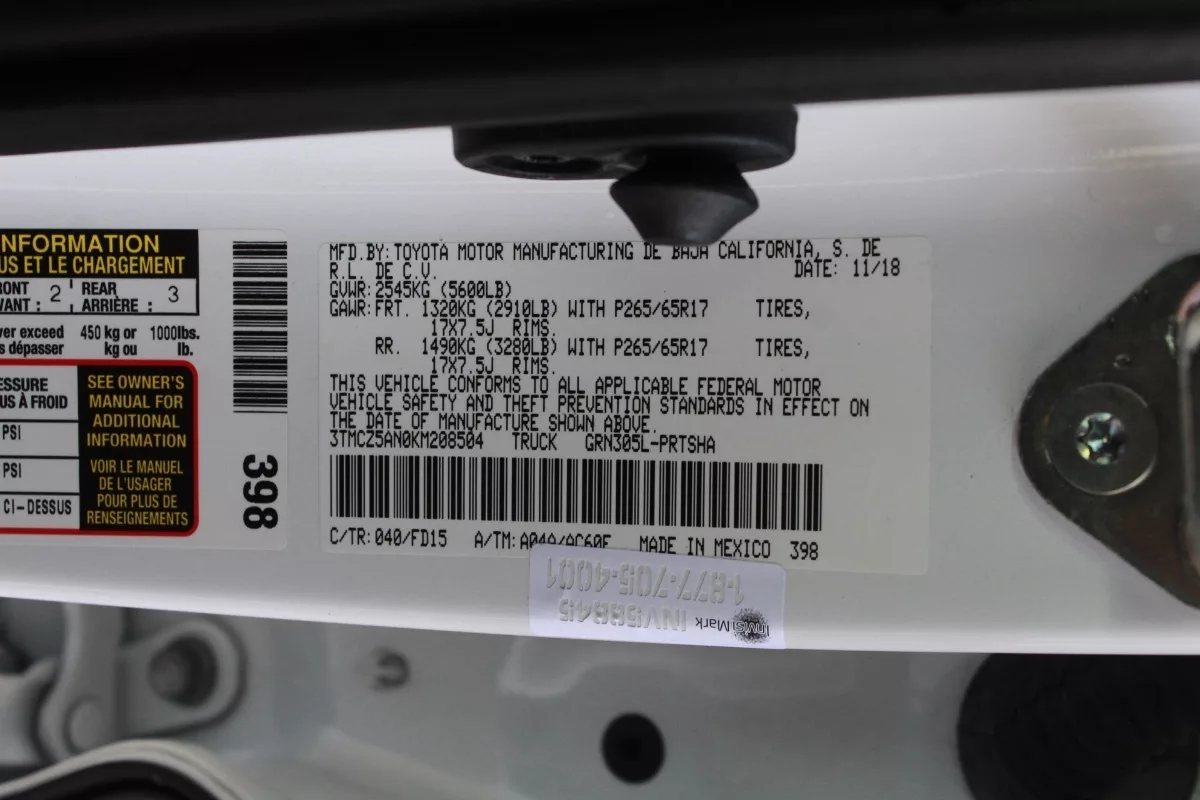 NFORMATION
US ET LE CHARGEMENT
RONT 2 REAR 3
VANT : ARRIÈRE :
ver exceed 450 kg or 1000lbs.
s dépasser kg ou lb.
ESSURE
US À FROID
PSI
PSI
CI-DESSUS
SEE OWNER'S
MANUAL FOR
ADDITIONAL
INFORMATION
VOIR LE MANUEL
DE L'USAGER
POUR PLUS DE
RENSEIGNEMENTS
398
MFD.BY:TOYOTA MOTOR MANUFACTURING DE BAJA CALIFORNIA, S. DE
R.L. DE C.V. DATE: 11/18
GVWR:2545KG (5600LB)
GAWR:FRT. 1320KG (2910LB) WITH P265/65R17 TIRES,
17X7.5J RIMS.
RR. 1490KG (3280LB) WITH P265/65R17 TIRES,
17X7.5J RIMS.
THIS VEHICLE CONFORMS TO ALL APPLICABLE FEDERAL MOTOR
VEHICLE SAFETY AND THEFT PREVENTION STANDARDS IN EFFECT ON
THE DATE OF MANUFACTURE SHOWN ABOVE.
3TMCZ5AN0KM208504 TRUCK GRN305L-PRTSHA
C/TR:040/FD15 A/TM:A04A/AC60F MADE IN MEXICO 398
1-877-705-4001
INV58845
InVisiMark